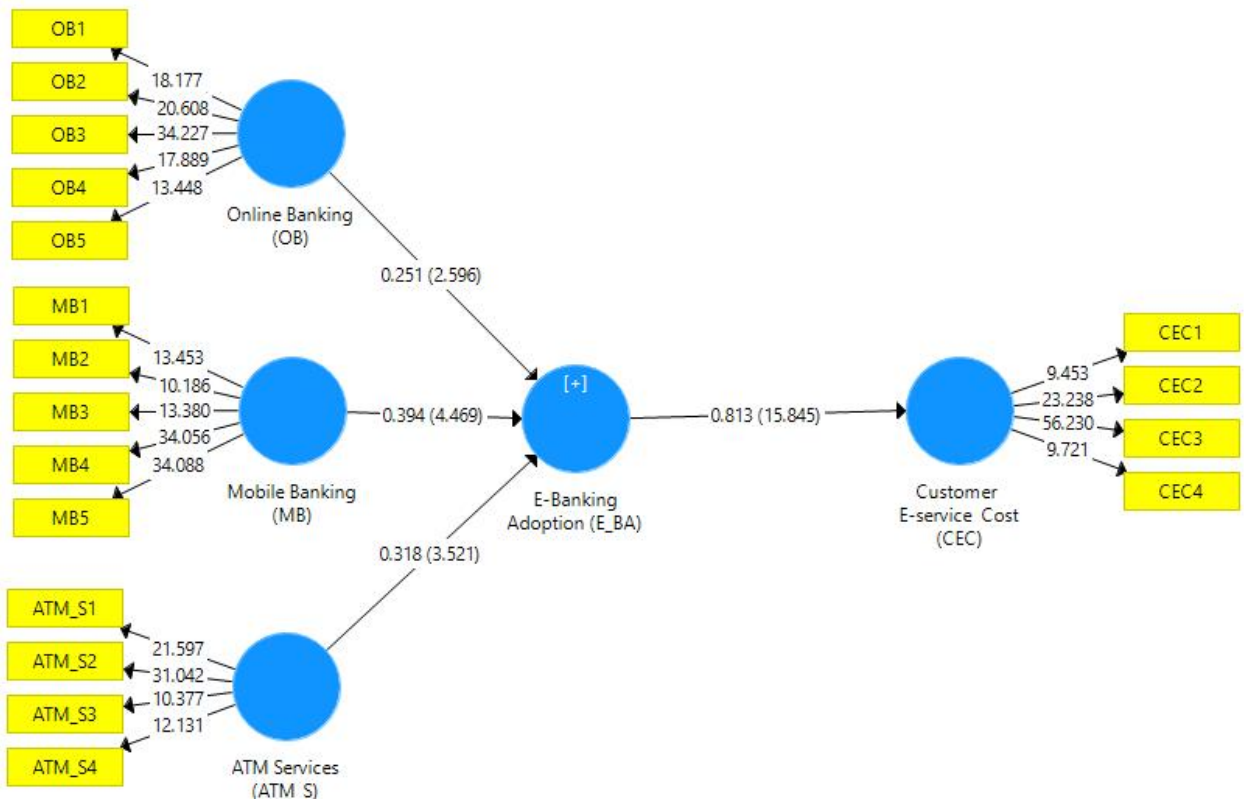 OB1
18.177
OB2
20.608
OB3
34.227
17.889
OB4
13.448
OB5
Online Banking
(OB)
0.251 (2.596)
MB1
13.453
MB2
10.186
MB3
13.380
34.056
MB4
34.088
MB5
Mobile Banking
(MB)
0.394 (4.469)
[+]
E-Banking
Adoption (E_BA)
0.813 (15.845)
CEC1
9.453
CEC2
23.238
56.230
CEC3
9.721
CEC4
Customer
E-service Cost
(CEC)
0.318 (3.521)
ATM_S1
21.597
ATM_S2
31.042
10.377
ATM_S3
12.131
ATM_S4
ATM Services
(ATM_S)